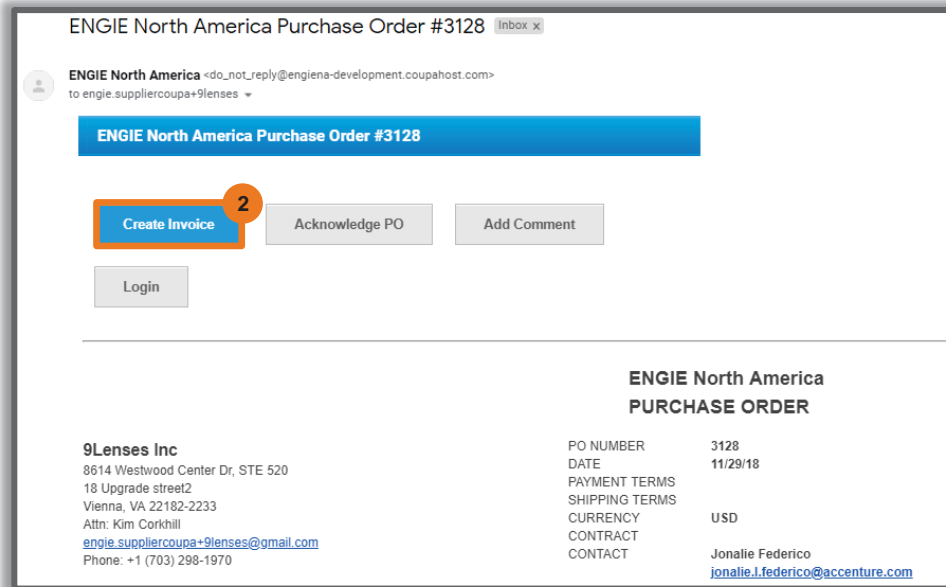 ENGIE North America Purchase Order #3128 Inbox x
ENGIE North America <do_not_reply@engiena-development.coupahost.com>
to engie.suppliercoupa+9lenses
ENGIE North America Purchase Order #3128
2
Create Invoice Acknowledge PO Add Comment
Login
ENGIE North America
PURCHASE ORDER
9Lenses Inc
8614 Westwood Center Dr, STE 520
18 Upgrade street2
Vienna, VA 22182-2233
Attn: Kim Corkhill
engie.suppliercoupa+9lenses@gmail.com
Phone: +1 (703) 298-1970
PO NUMBER 3128
DATE 11/29/18
PAYMENT TERMS
SHIPPING TERMS
CURRENCY USD
CONTRACT
CONTACT Jonalie Federico
jonalie.l.federico@accenture.com